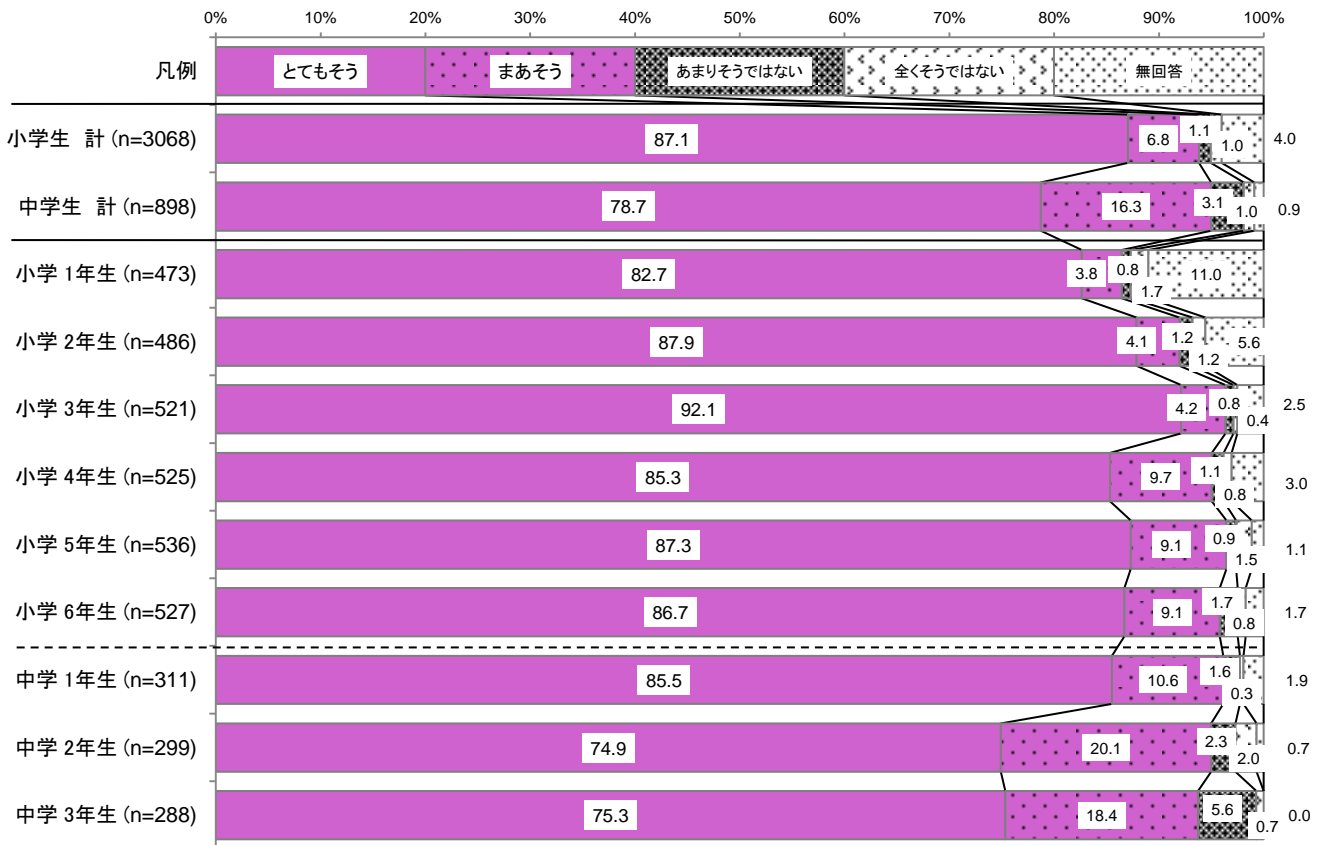 0% 10% 20% 30% 40% 50% 60% 70% 80% 90% 100%
凡例 とてもそう まあそう あまりそうではない 全くそうではない 無回答
小学生 計 (n=3068) 87.1 6.8 1.1 1.0 4.0
中学生 計 (n=898) 78.7 16.3 3.1 1.0 0.9
小学 1年生 (n=473) 82.7 3.8 0.8 1.7 11.0
小学 2年生 (n=486) 87.9 4.1 1.2 1.2 5.6
小学 3年生 (n=521) 92.1 4.2 0.8 0.4 2.5
小学 4年生 (n=525) 85.3 9.7 1.1 0.8 3.0
小学 5年生 (n=536) 87.3 9.1 0.9 1.5 1.1
小学 6年生 (n=527) 86.7 9.1 1.7 0.8 1.7
中学 1年生 (n=311) 85.5 10.6 1.6 0.3 1.9
中学 2年生 (n=299) 74.9 20.1 2.3 2.0 0.7
中学 3年生 (n=288) 75.3 18.4 5.6 0.7 0.0